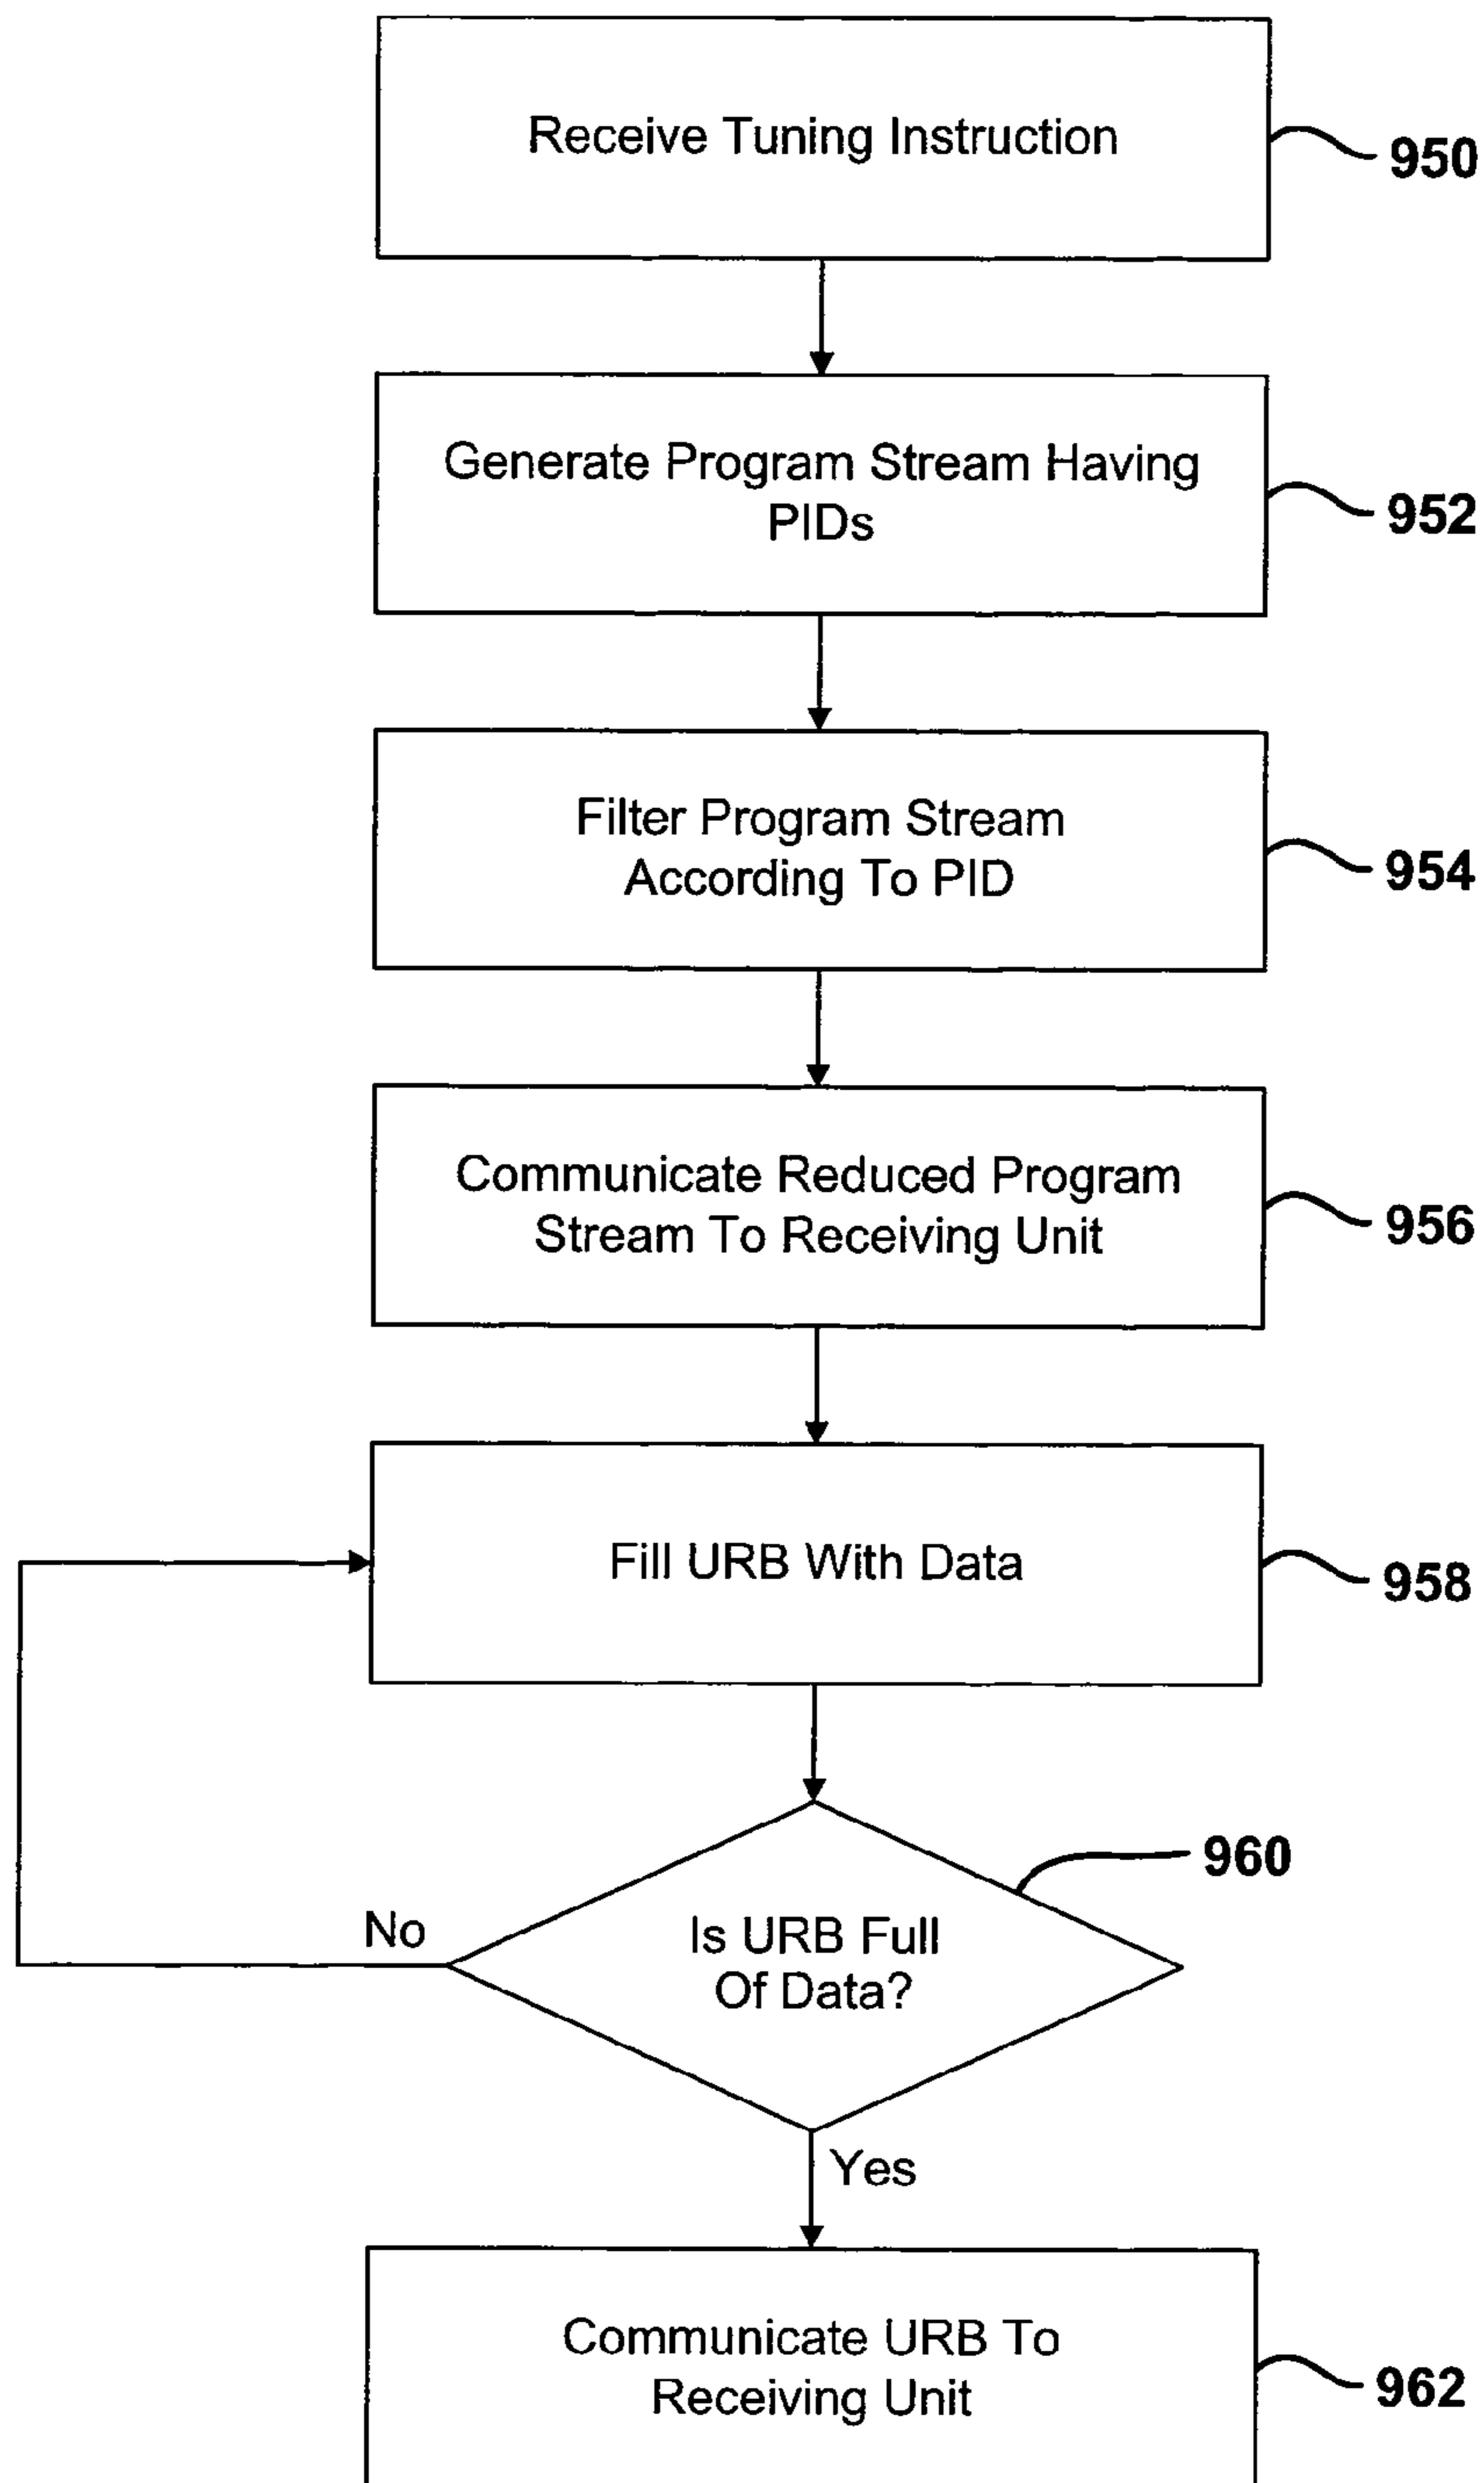 Receive Tuning Instruction
950
Generate Program Stream Having
PIDs
952
Filter Program Stream
According To PID
954
Communicate Reduced Program
Stream To Receiving Unit
956
Fill URB With Data
958
960
No
Is URB Full
Of Data?
Yes
Communicate URB To
Receiving Unit
962